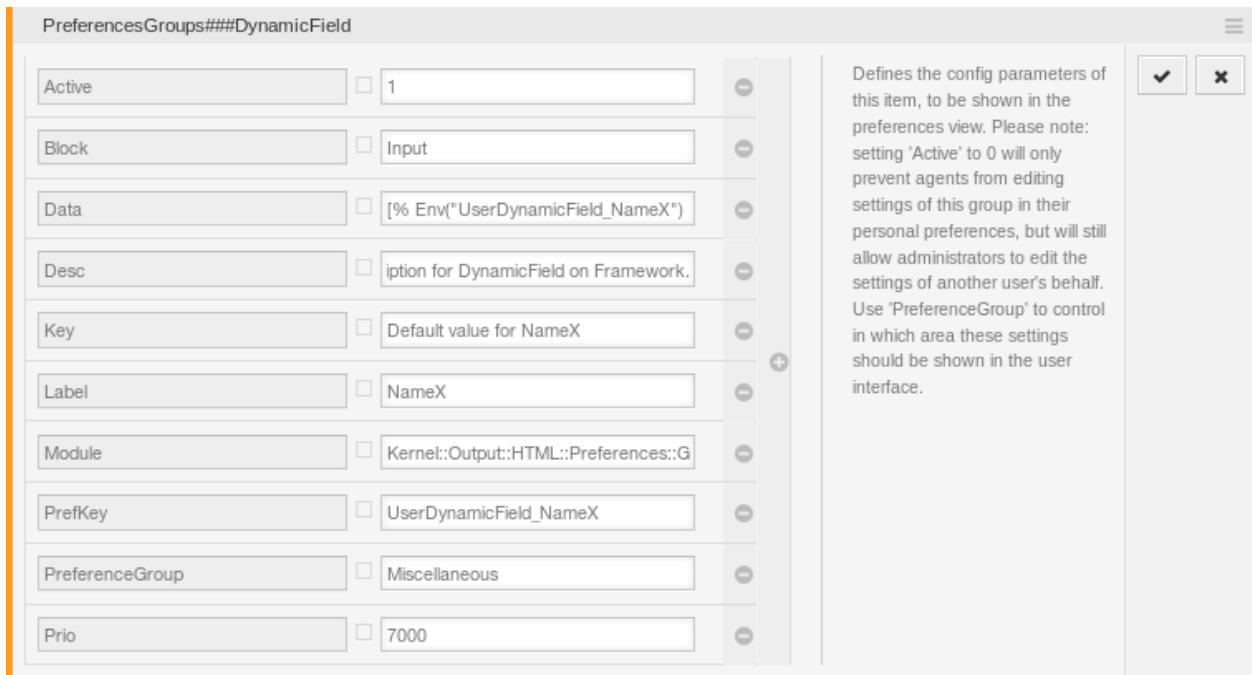 PreferencesGroups###DynamicField
Active 1
Block Input
Data [% Env("UserDynamicField_NameX")
Desc iption for DynamicField on Framework.
Key Default value for NameX
Label NameX
Module Kernel::Output::HTML::Preferences::G
PrefKey UserDynamicField_NameX
PreferenceGroup Miscellaneous
Prio 7000
Defines the config parameters of
this item, to be shown in the
preferences view. Please note:
setting 'Active' to 0 will only
prevent agents from editing
settings of this group in their
personal preferences, but will still
allow administrators to edit the
settings of another user's behalf.
Use 'PreferenceGroup' to control
in which area these settings
should be shown in the user
interface.